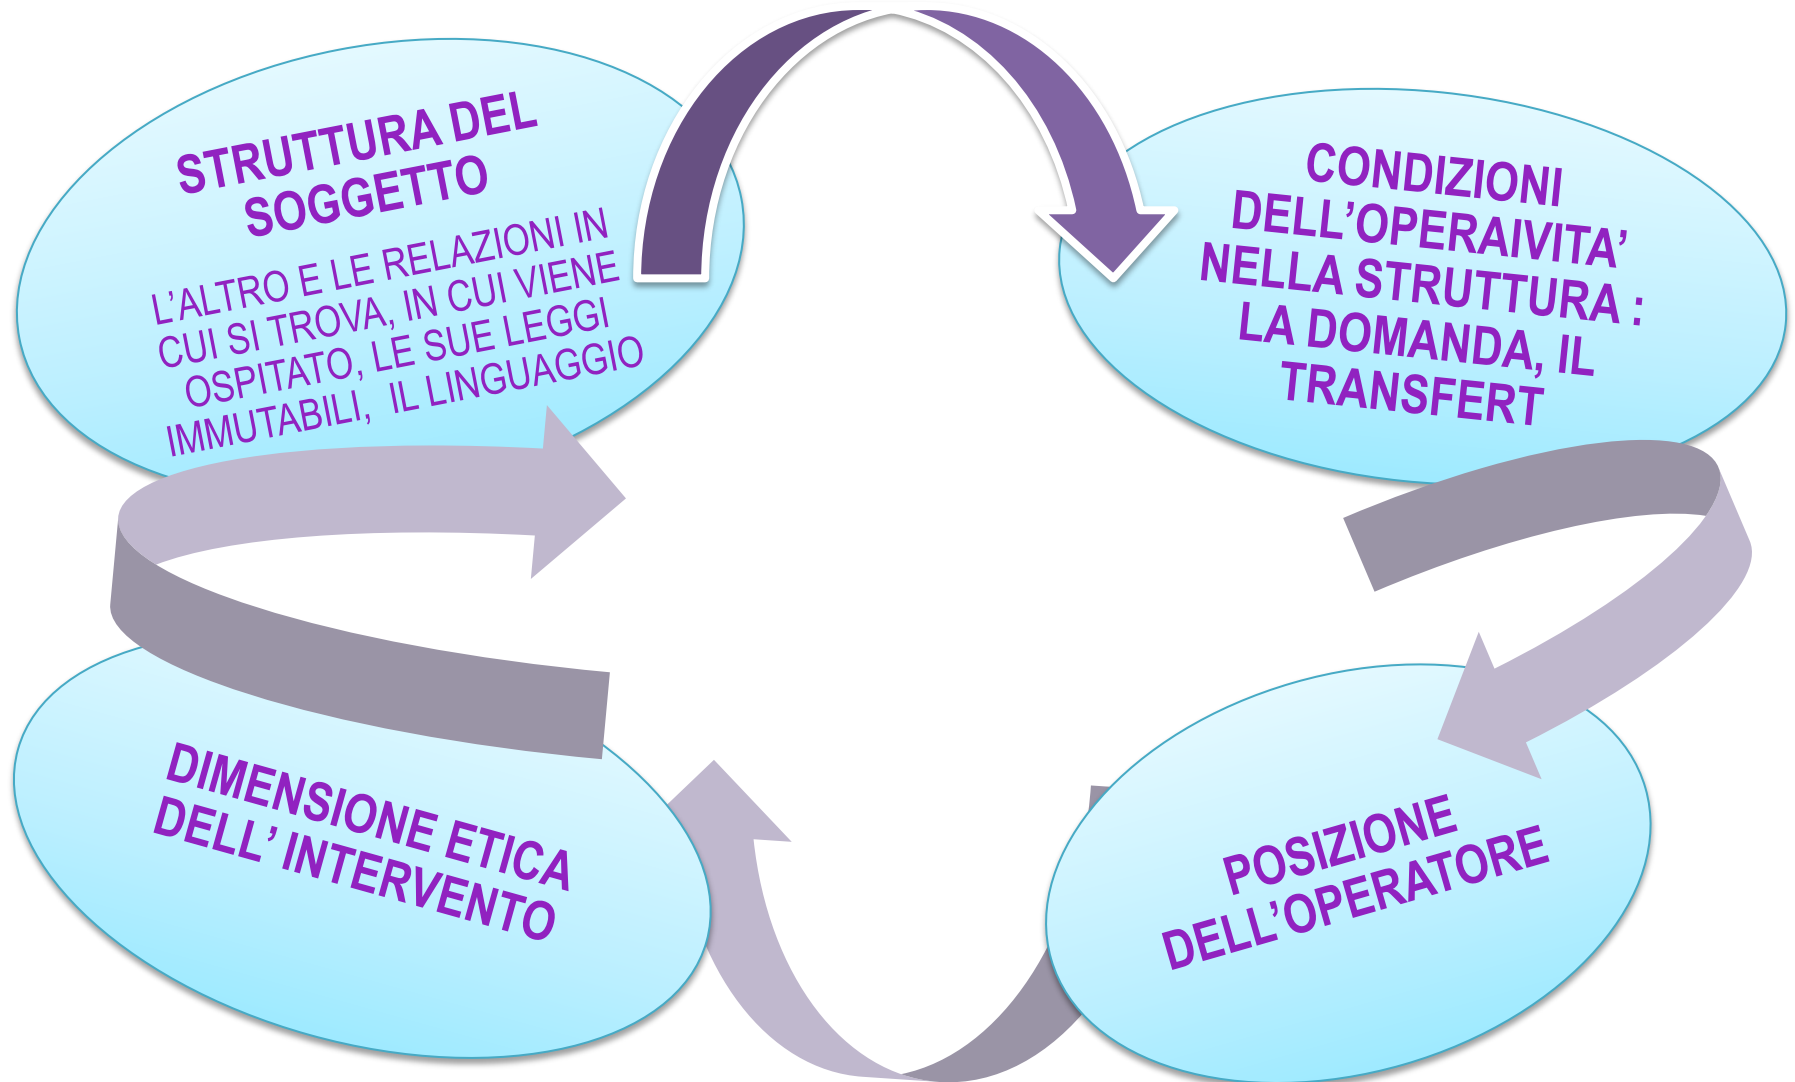 STRUTTURA DEL
SOGGETTO
L’ALTRO E LE RELAZIONI IN
CUI SI TROVA, IN CUI VIENE
OSPITATO, LE SUE LEGGI
IMMUTABILI, IL LINGUAGGIO
CONDIZIONI
DELL’OPERAIVITA’
NELLA STRUTTURA :
LA DOMANDA, IL
TRANSFERT
POSIZIONE
DELL’OPERATORE
DIMENSIONE ETICA
DELL’ INTERVENTO